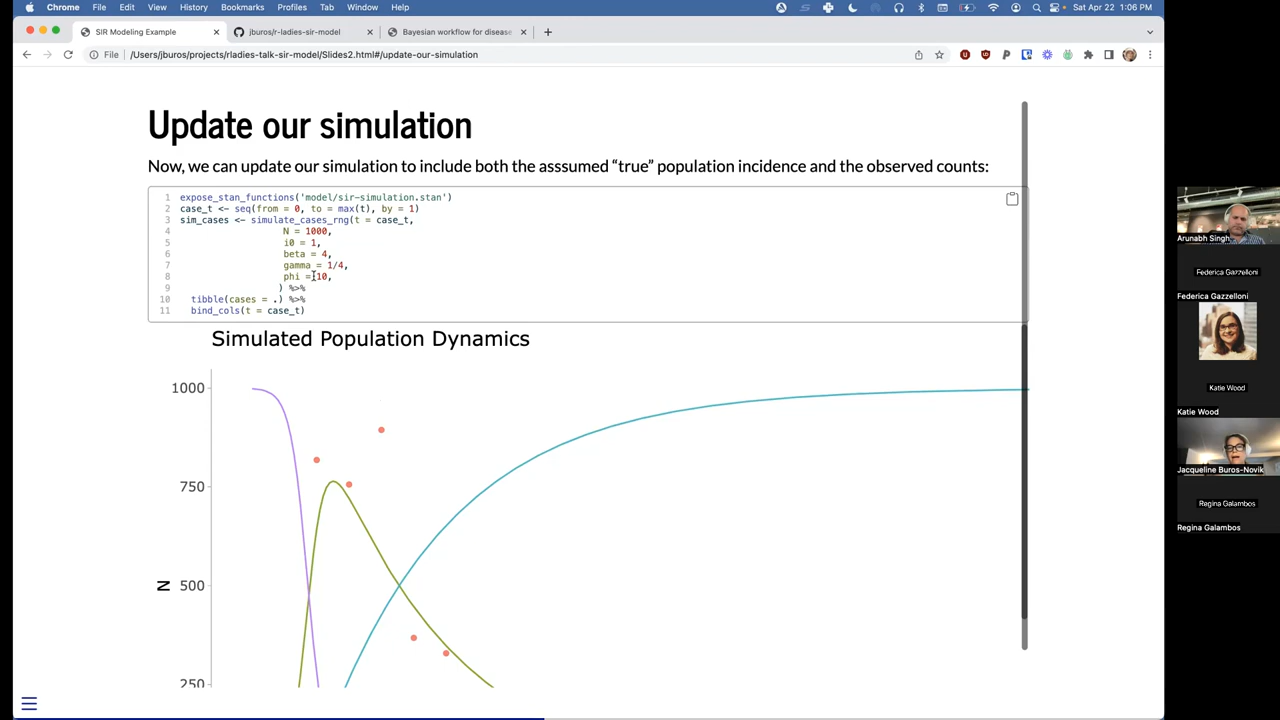 Chrome File Edit View History Bookmarks Profiles Tab Window Help
Sat Apr 22 1:06 PM
SIR Modeling Example
jburos/r-ladies-sir-model
Bayesian workflow for disease
File
/Users/jburos/projects/rladies-talk-sir-model/Slides2.html#/update-our-simulation
Update our simulation
Now, we can update our simulation to include both the asssumed “true” population incidence and the observed counts:
1 expose_stan_functions('model/sir-simulation.stan')
2 case_t <- seq(from = 0, to = max(t), by = 1)
3 sim_cases <- simulate_cases_rng(t = case_t,
4 N = 1000,
5 i0 = 1,
6 beta = 4,
7 gamma = 1/4,
8 phi = 10,
9 ) %>%
10 tibble(cases = .) %>%
11 bind_cols(t = case_t)
Simulated Population Dynamics
1000
750
N
500
250
Arunabh Singh
Federica Gazzelloni
Federica Gazzelloni
Katie Wood
Katie Wood
Jacqueline Buros-Novik
Regina Galambos
Regina Galambos